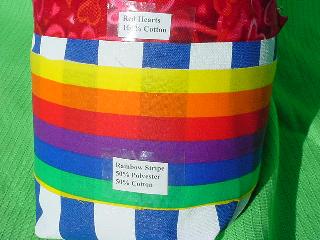 Red Hearts
100% Cotton
Rainbow Stripe
50% Polyester
50% Cotton